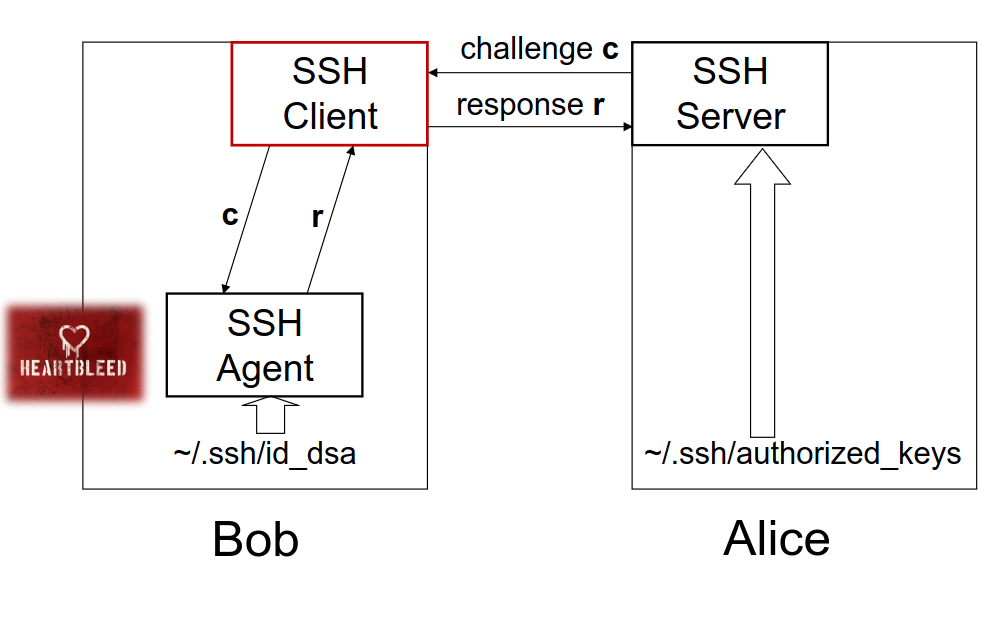 SSH
Client
challenge c
response r
SSH
Server
c
r
HEARTBLEED
SSH
Agent
~/.ssh/id_dsa
~/.ssh/authorized_keys
Bob
Alice